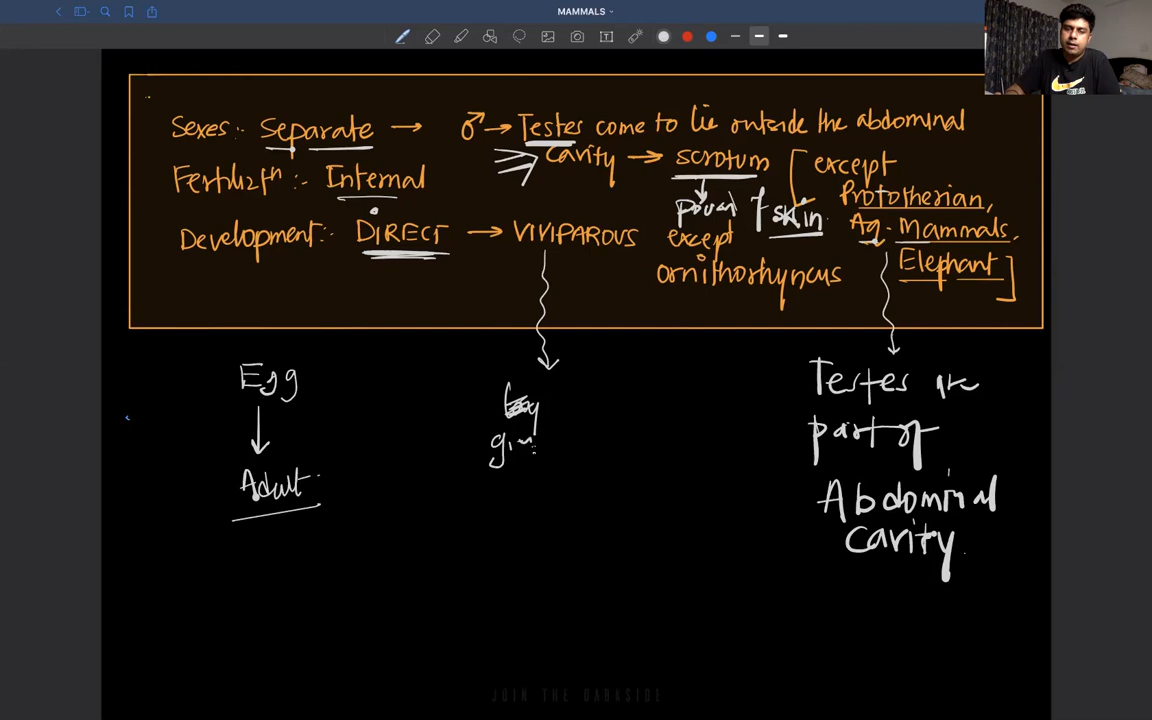 MAMMALS
Sexes:- Separate → ♂ → Testes come to lie outside the abdominal
cavity → scrotum [except
Prototherian,
Aq. Mammals,
Elephant]
Fertilizтn :- Internal
pouch of skin
Development:- DIRECT → VIVIPAROUS except
ornithorhyncus
Egg
Adult
Testes are
part of
Abdominal
cavity
JOIN THE DARKSIDE